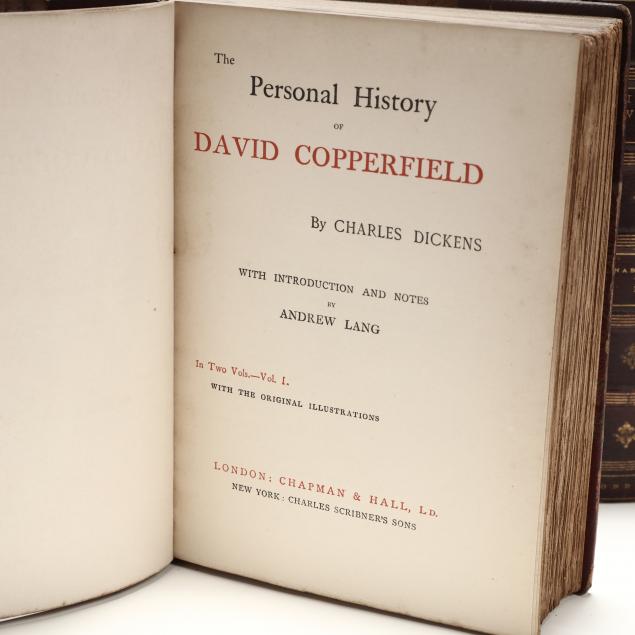 The
Personal History
OF
DAVID COPPERFIELD
By CHARLES DICKENS
WITH INTRODUCTION AND NOTES
BY
ANDREW LANG
In Two Vols.—Vol. I.
WITH THE ORIGINAL ILLUSTRATIONS
LONDON: CHAPMAN & HALL, LD.
NEW YORK: CHARLES SCRIBNER'S SONS